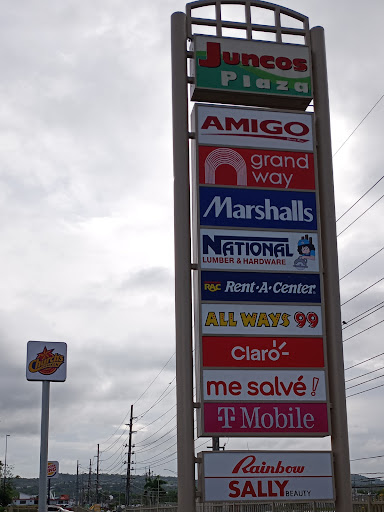 Juncos
Plaza
AMIGO
grand
way
Marshalls
NATIONAL
LUMBER & HARDWARE
RAC Rent-A-Center
ALL WAYS 99
Claro
me salvé!
T Mobile
Rainbow
SALLY BEAUTY
Church's